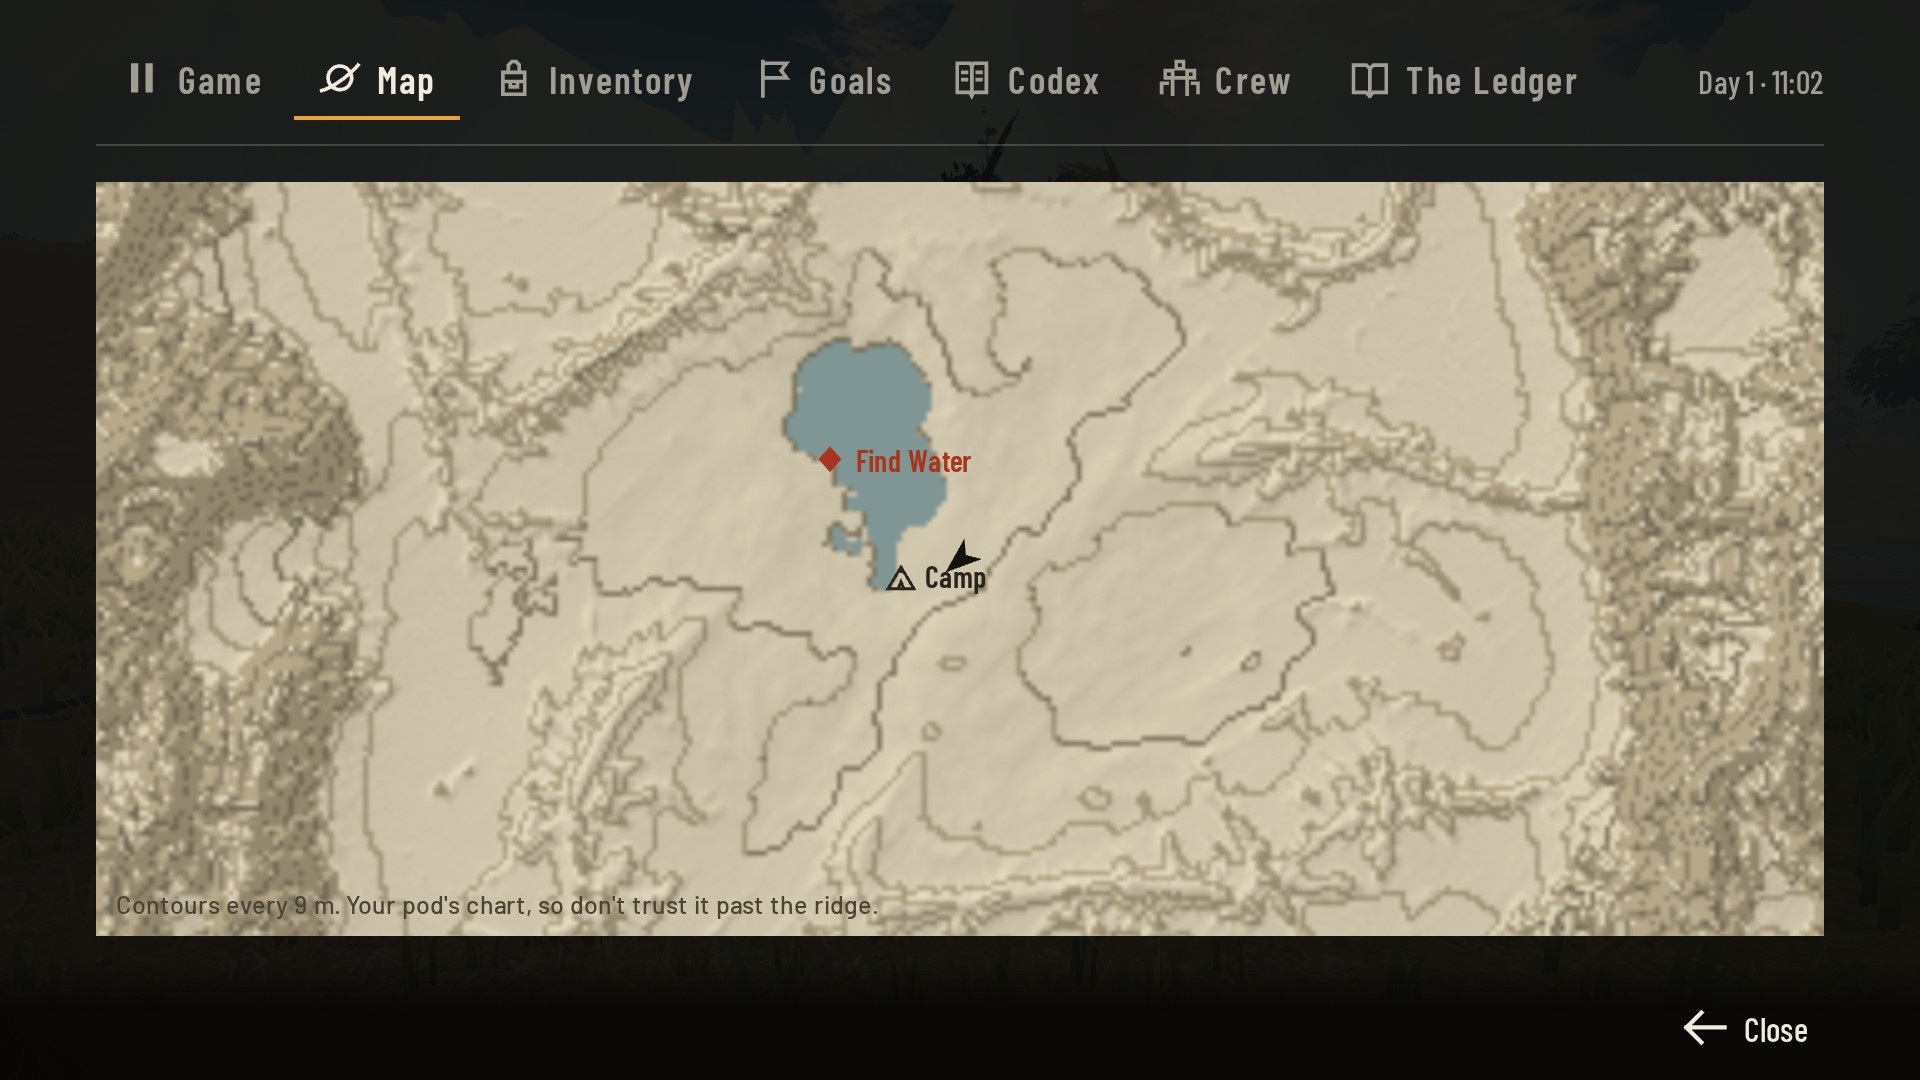 Game
Map
Inventory
Goals
Codex
Crew
The Ledger
Day 1 · 11:02
Find Water
Camp
Contours every 9 m. Your pod's chart, so don't trust it past the ridge.
Close